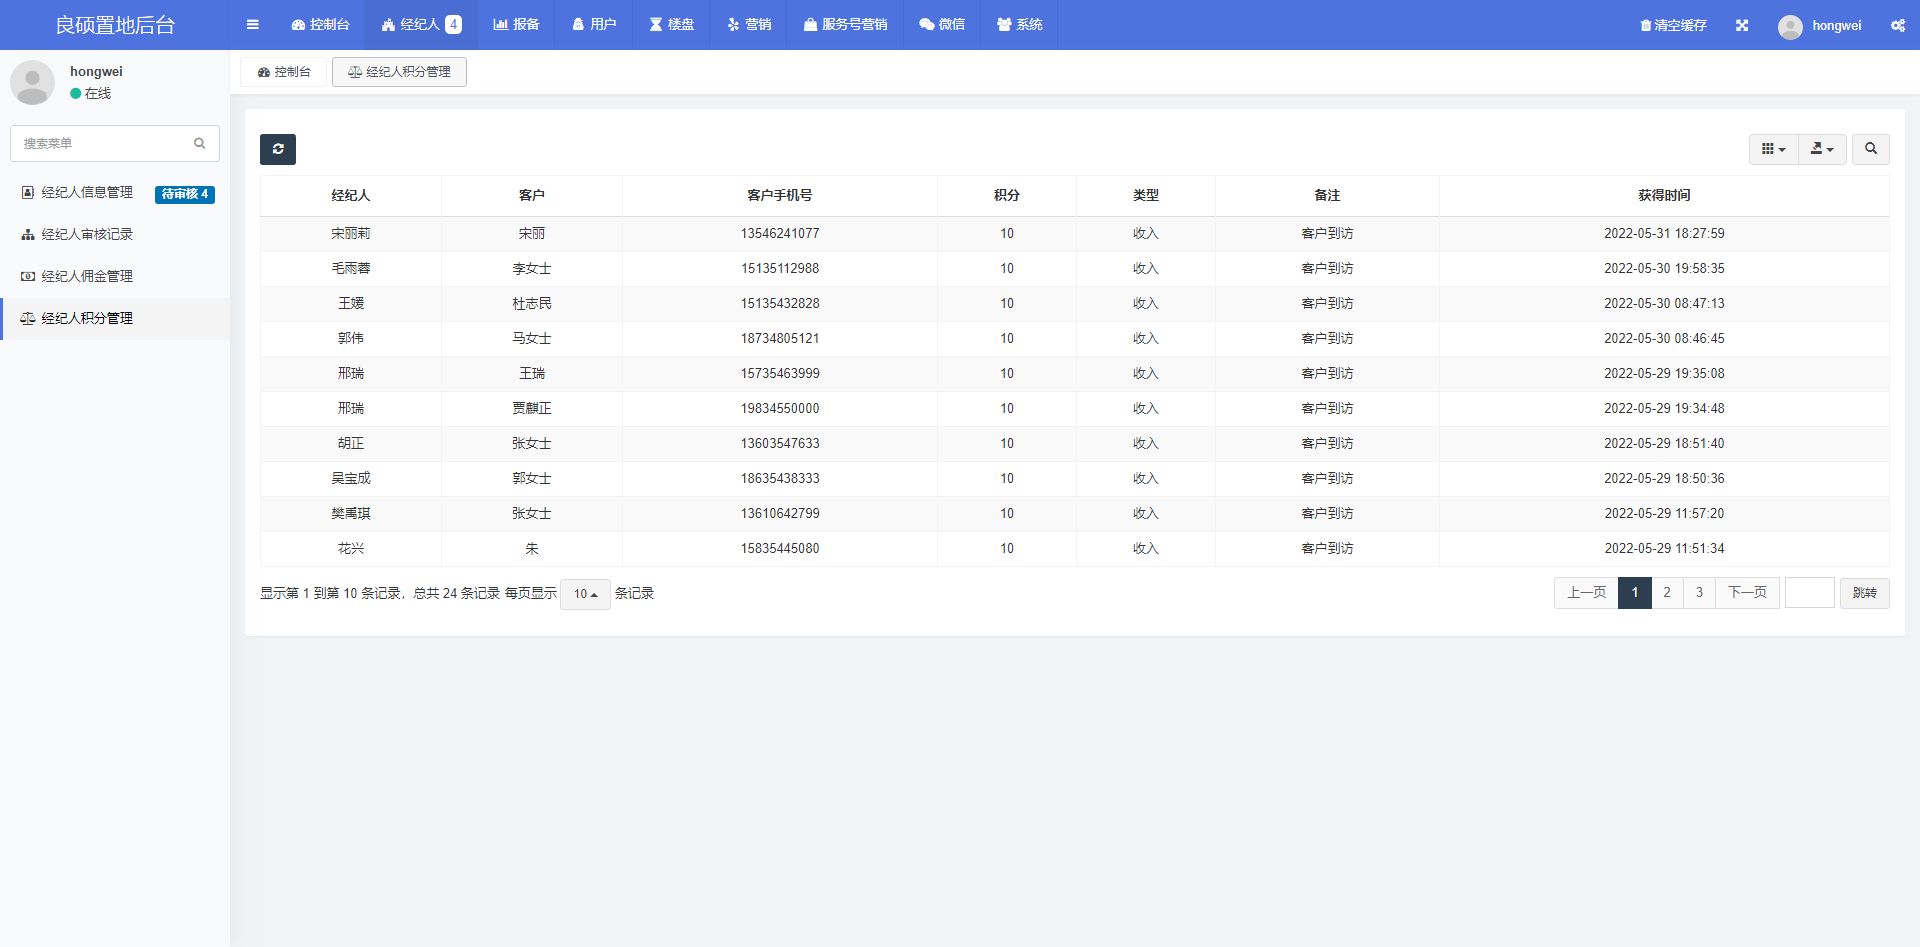 良硕置地后台 控制台 经纪人 4 报备 用户 楼盘 营销 服务号营销 微信 系统 清空缓存 hongwei
hongwei
在线
搜索菜单
经纪人信息管理 待审核 4
经纪人审核记录
经纪人佣金管理
经纪人积分管理
控制台 经纪人积分管理
经纪人 客户 客户手机号 积分 类型 备注 获得时间
宋丽莉 宋丽 13546241077 10 收入 客户到访 2022-05-31 18:27:59
毛雨蓉 李女士 15135112988 10 收入 客户到访 2022-05-30 19:58:35
王媛 杜志民 15135432828 10 收入 客户到访 2022-05-30 08:47:13
郭伟 马女士 18734805121 10 收入 客户到访 2022-05-30 08:46:45
邢瑞 王瑞 15735463999 10 收入 客户到访 2022-05-29 19:35:08
邢瑞 贾麒正 19834550000 10 收入 客户到访 2022-05-29 19:34:48
胡正 张女士 13603547633 10 收入 客户到访 2022-05-29 18:51:40
吴宝成 郭女士 18635438333 10 收入 客户到访 2022-05-29 18:50:36
樊禹琪 张女士 13610642799 10 收入 客户到访 2022-05-29 11:57:20
花兴 朱 15835445080 10 收入 客户到访 2022-05-29 11:51:34
显示第 1 到第 10 条记录，总共 24 条记录 每页显示 10 条记录 上一页 1 2 3 下一页 跳转